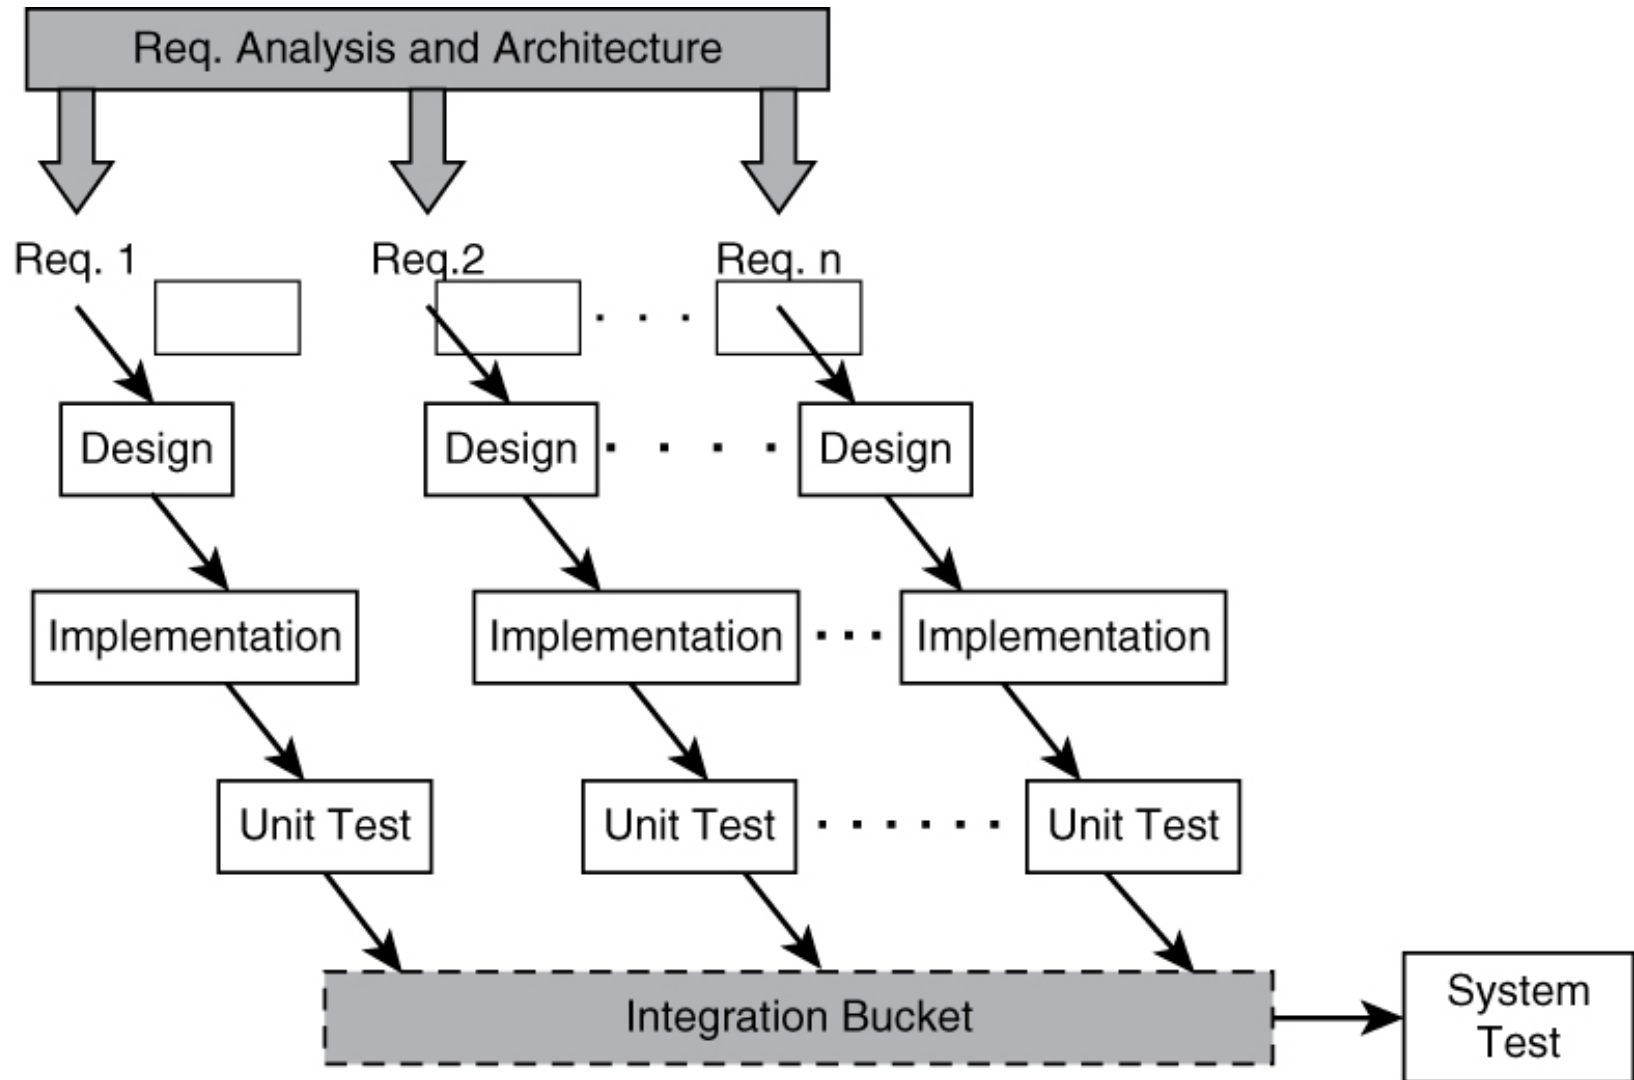 Req. Analysis and Architecture
Req. 1
Req.2
Req. n
Design
Design
Design
Implementation
Implementation
Implementation
Unit Test
Unit Test
Unit Test
Integration Bucket
System
Test